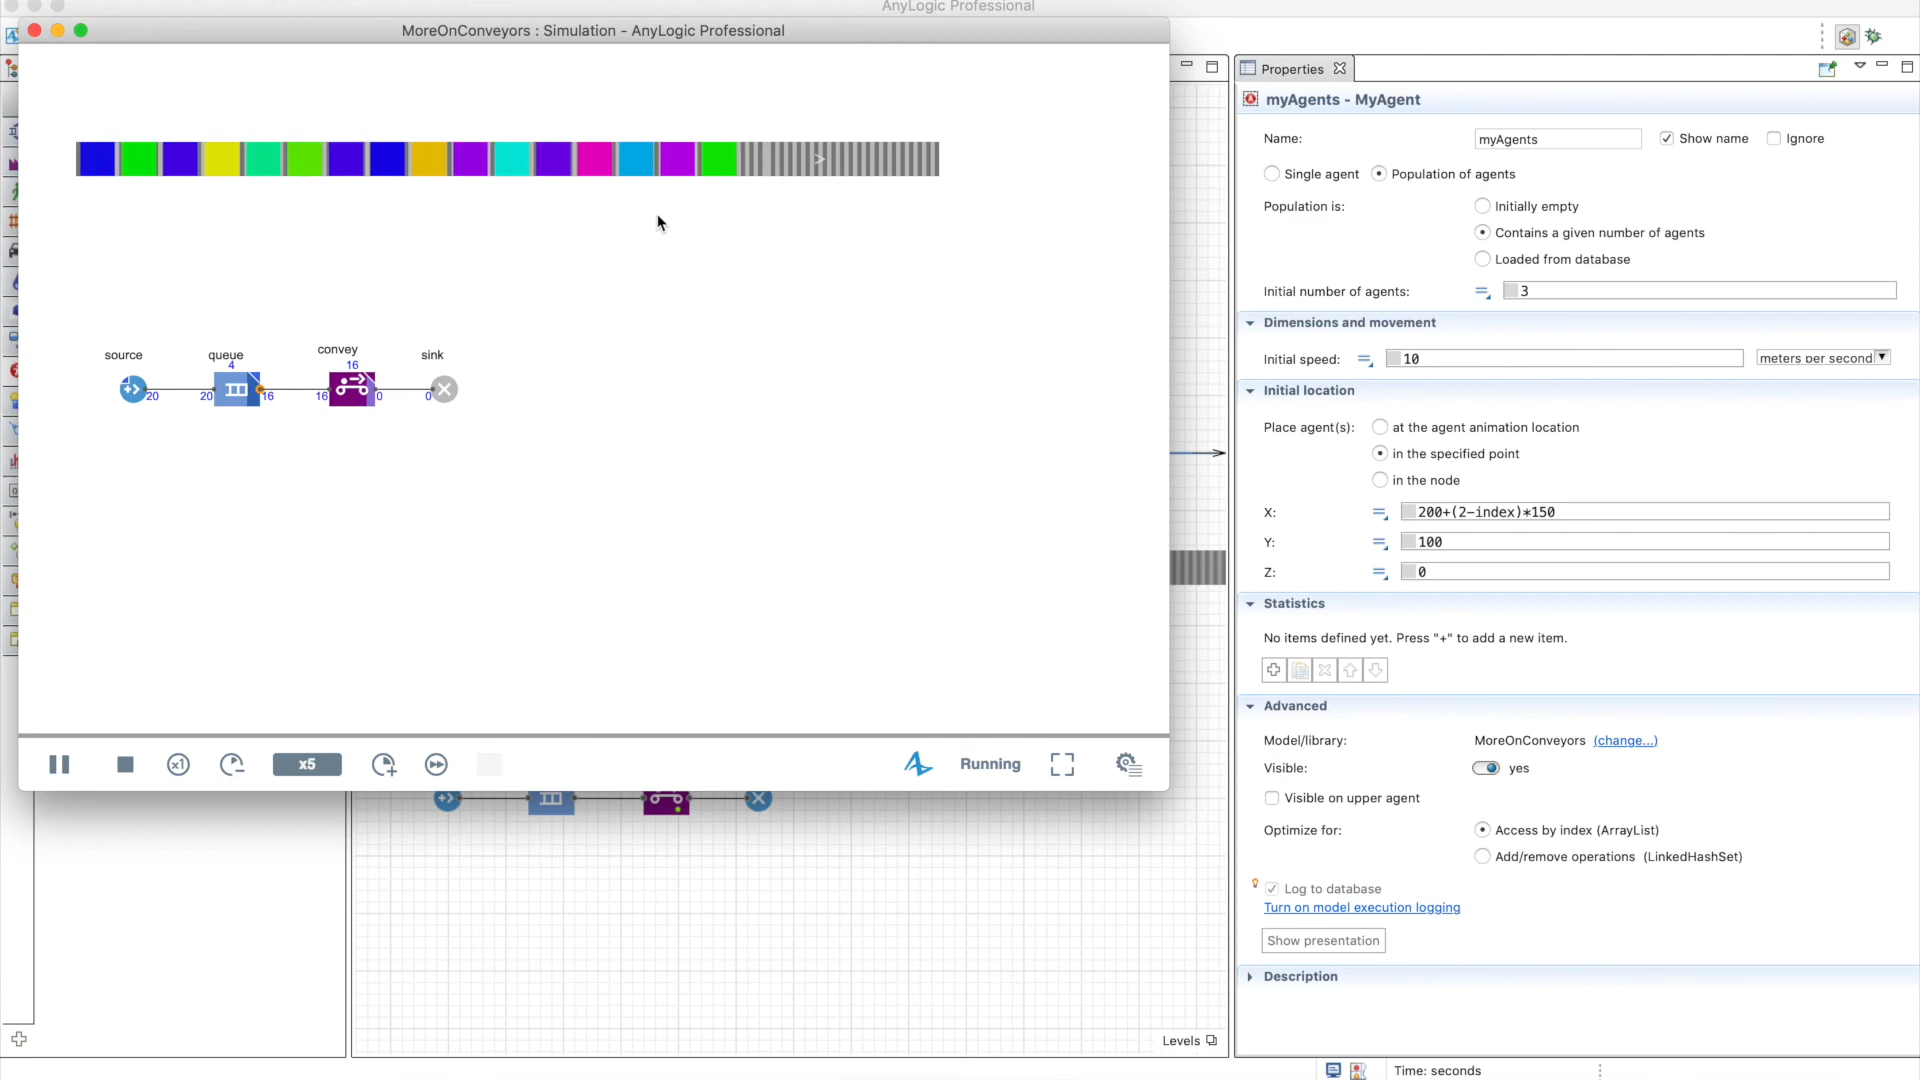 AnyLogic Professional
MoreOnConveyors : Simulation - AnyLogic Professional
source
queue
convey
sink
4
16
20
20
16
16
0
0
x1
x5
Running
Levels
Properties
myAgents - MyAgent
Name:
myAgents
Show name
Ignore
Single agent
Population of agents
Population is:
Initially empty
Contains a given number of agents
Loaded from database
Initial number of agents:
3
Dimensions and movement
Initial speed:
10
meters per second
Initial location
Place agent(s):
at the agent animation location
in the specified point
in the node
X:
200+(2-index)*150
Y:
100
Z:
0
Statistics
No items defined yet. Press "+" to add a new item.
Advanced
Model/library:
MoreOnConveyors (change...)
Visible:
yes
Visible on upper agent
Optimize for:
Access by index (ArrayList)
Add/remove operations (LinkedHashSet)
Log to database
Turn on model execution logging
Show presentation
Description
Time: seconds